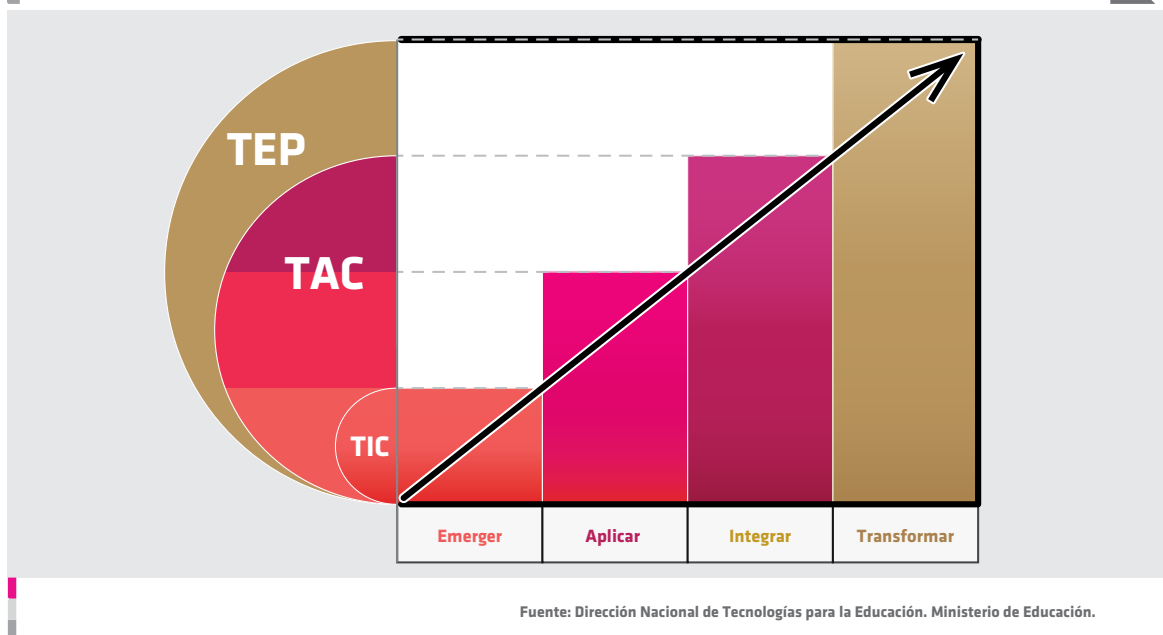 TEP
TAC
TIC
Emerger Aplicar Integrar Transformar
Fuente: Dirección Nacional de Tecnologías para la Educación. Ministerio de Educación.